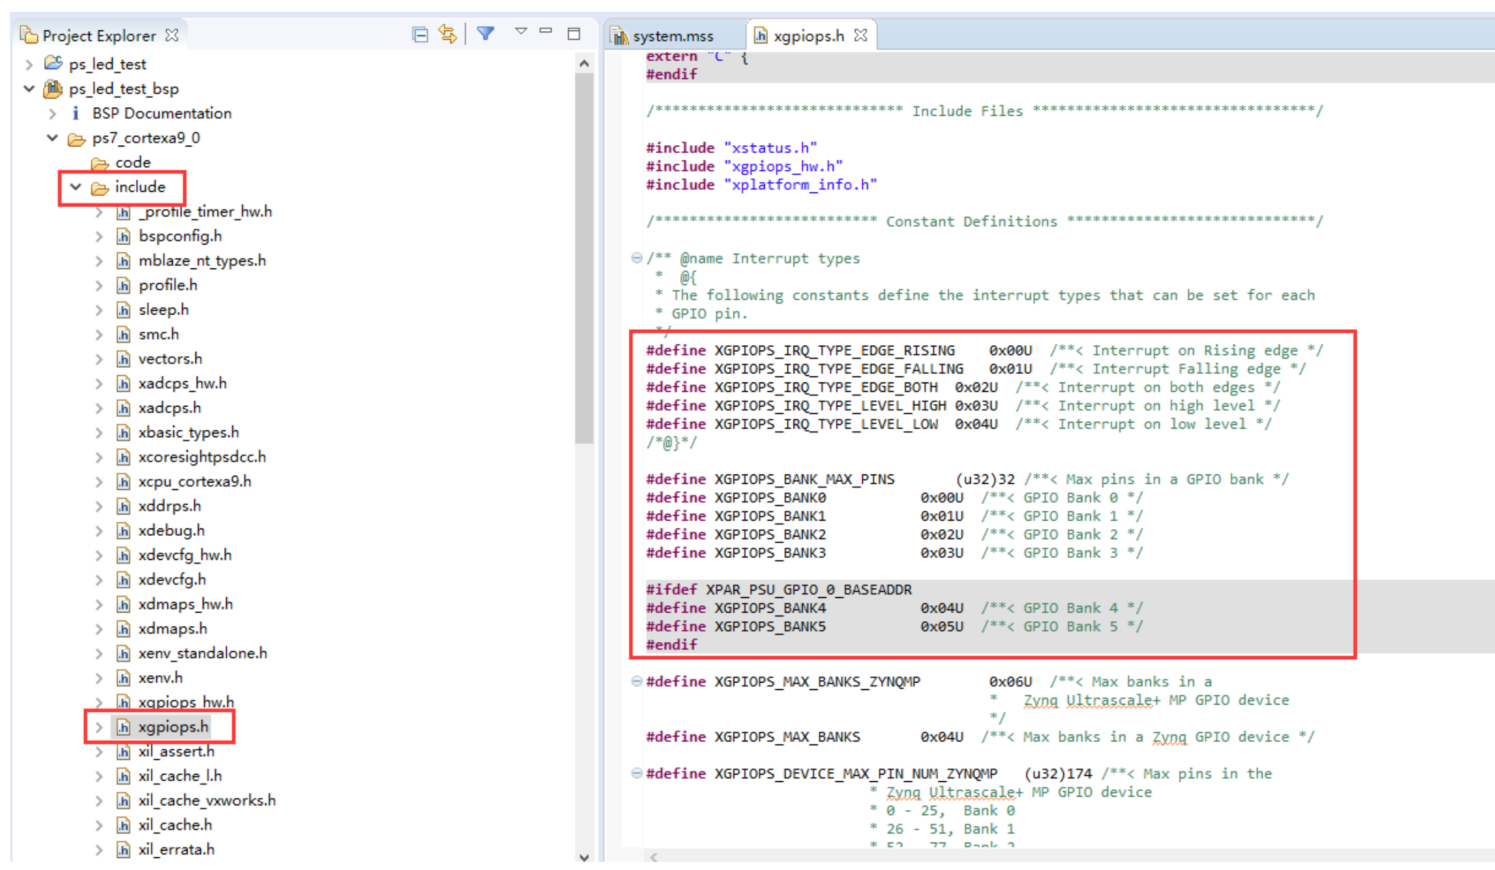 Project Explorer
ps_led_test
ps_led_test_bsp
BSP Documentation
ps7_cortexa9_0
code
include
_profile_timer_hw.h
bspconfig.h
mblaze_nt_types.h
profile.h
sleep.h
smc.h
vectors.h
xadcps_hw.h
xadcps.h
xbasic_types.h
xcoresightpsdcc.h
xcpu_cortexa9.h
xddrps.h
xdebug.h
xdevcfg_hw.h
xdevcfg.h
xdmaps_hw.h
xdmaps.h
xenv_standalone.h
xenv.h
xgpiops_hw.h
xgpiops.h
xil_assert.h
xil_cache_l.h
xil_cache_vxworks.h
xil_cache.h
xil_errata.h
system.mss
xgpiops.h
extern "C" {
#endif
/***************************** Include Files *********************************/
#include "xstatus.h"
#include "xgpiops_hw.h"
#include "xplatform_info.h"
/************************** Constant Definitions *****************************/
/** @name Interrupt types
 *  @{
 * The following constants define the interrupt types that can be set for each
 * GPIO pin.
 */
#define XGPIOPS_IRQ_TYPE_EDGE_RISING    0x00U  /**< Interrupt on Rising edge */
#define XGPIOPS_IRQ_TYPE_EDGE_FALLING   0x01U  /**< Interrupt Falling edge */
#define XGPIOPS_IRQ_TYPE_EDGE_BOTH  0x02U  /**< Interrupt on both edges */
#define XGPIOPS_IRQ_TYPE_LEVEL_HIGH 0x03U  /**< Interrupt on high level */
#define XGPIOPS_IRQ_TYPE_LEVEL_LOW  0x04U  /**< Interrupt on low level */
/*@}*/
#define XGPIOPS_BANK_MAX_PINS       (u32)32 /**< Max pins in a GPIO bank */
#define XGPIOPS_BANK0           0x00U  /**< GPIO Bank 0 */
#define XGPIOPS_BANK1           0x01U  /**< GPIO Bank 1 */
#define XGPIOPS_BANK2           0x02U  /**< GPIO Bank 2 */
#define XGPIOPS_BANK3           0x03U  /**< GPIO Bank 3 */
#ifdef XPAR_PSU_GPIO_0_BASEADDR
#define XGPIOPS_BANK4           0x04U  /**< GPIO Bank 4 */
#define XGPIOPS_BANK5           0x05U  /**< GPIO Bank 5 */
#endif
#define XGPIOPS_MAX_BANKS_ZYNQMP        0x06U  /**< Max banks in a
 *   Zynq Ultrascale+ MP GPIO device
 */
#define XGPIOPS_MAX_BANKS       0x04U  /**< Max banks in a Zynq GPIO device */
#define XGPIOPS_DEVICE_MAX_PIN_NUM_ZYNQMP   (u32)174 /**< Max pins in the
 * Zynq Ultrascale+ MP GPIO device
 * 0 - 25,  Bank 0
 * 26 - 51, Bank 1
 * 52 - 77, Bank 2